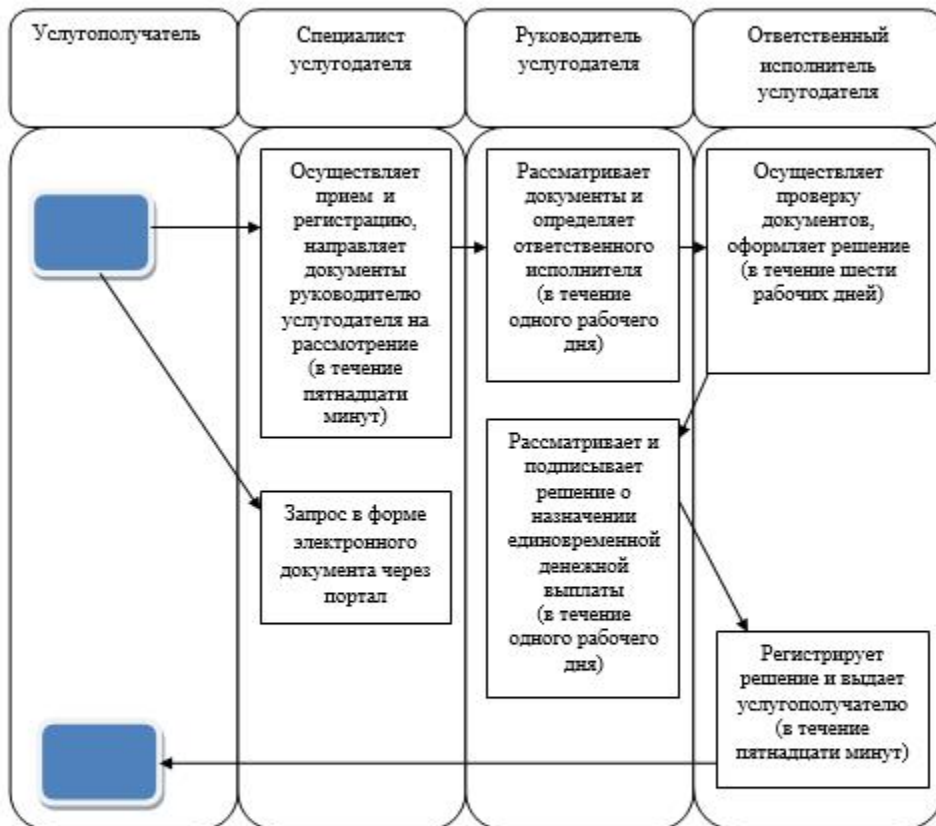 Услугополучатель
Специалист
услугодателя
Руководитель
услугодателя
Ответственный
исполнитель
услугодателя
Осуществляет
прием и
регистрацию,
направляет
документы
руководителю
услугодателя на
рассмотрение
(в течение
пятнадцати
минут)
Рассматривает
документы и
определяет
ответственного
исполнителя
(в течение
одного рабочего
дня)
Осуществляет
проверку
документов,
оформляет решение
(в течение шести
рабочих дней)
Запрос в форме
электронного
документа через
портал
Рассматривает и
подписывает
решение о
назначении
единовременной
денежной
выплаты
(в течение
одного рабочего
дня)
Регистрирует
решение и выдает
услугополучателю
(в течение
пятнадцати минут)